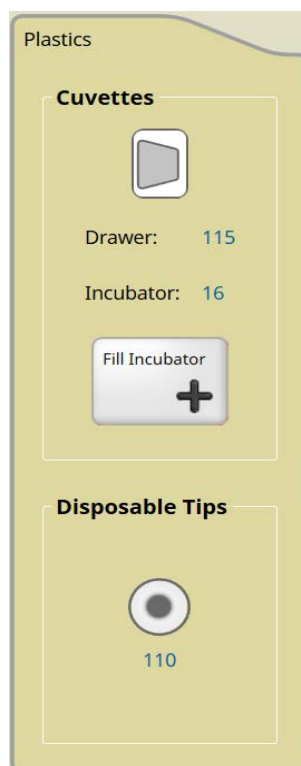 Plastics
Cuvettes
Drawer: 115
Incubator: 16
Fill Incubator
Disposable Tips
110